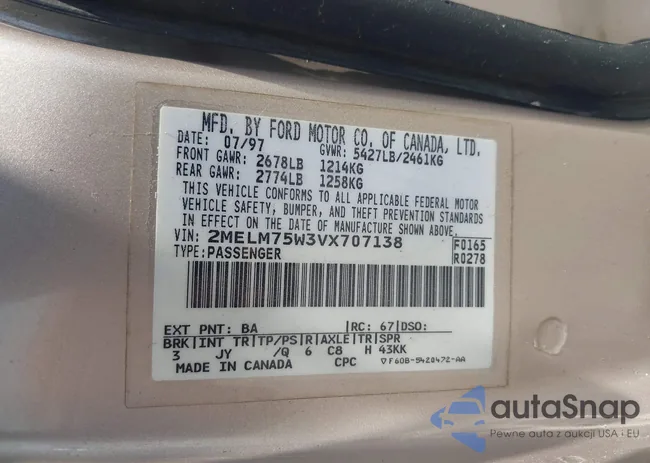 MFD. BY FORD MOTOR CO. OF CANADA, LTD.
DATE: 07/97 GVWR: 5427LB/2461KG
FRONT GAWR: 2678LB 1214KG
REAR GAWR: 2774LB 1258KG
THIS VEHICLE CONFORMS TO ALL APPLICABLE FEDERAL MOTOR
VEHICLE SAFETY, BUMPER, AND THEFT PREVENTION STANDARDS
IN EFFECT ON THE DATE OF MANUFACTURE SHOWN ABOVE.
VIN: 2MELM75W3VX707138 F0165
TYPE: PASSENGER R0278
EXT PNT: BA RC: 67 DSO:
BRK INT TR TP/PS R AXLE TR SPR
3 JY /Q 6 C8 H 43KK
MADE IN CANADA CPC ▽F60B-5420472-AA
autoSnap
Pewne auta z aukcji USA i EU